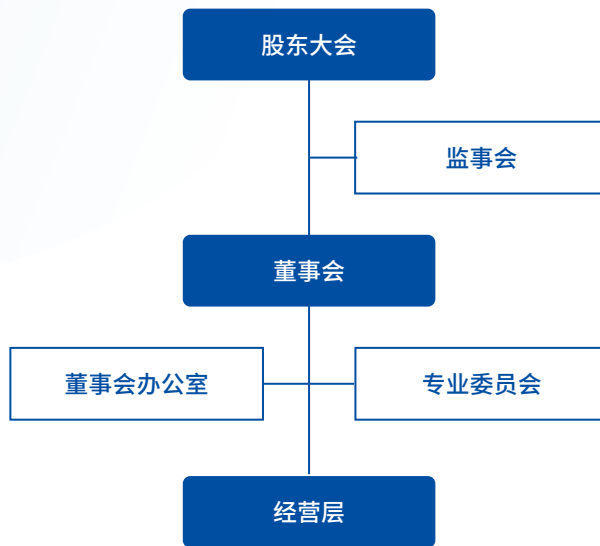 股东大会
监事会
董事会
董事会办公室
专业委员会
经营层